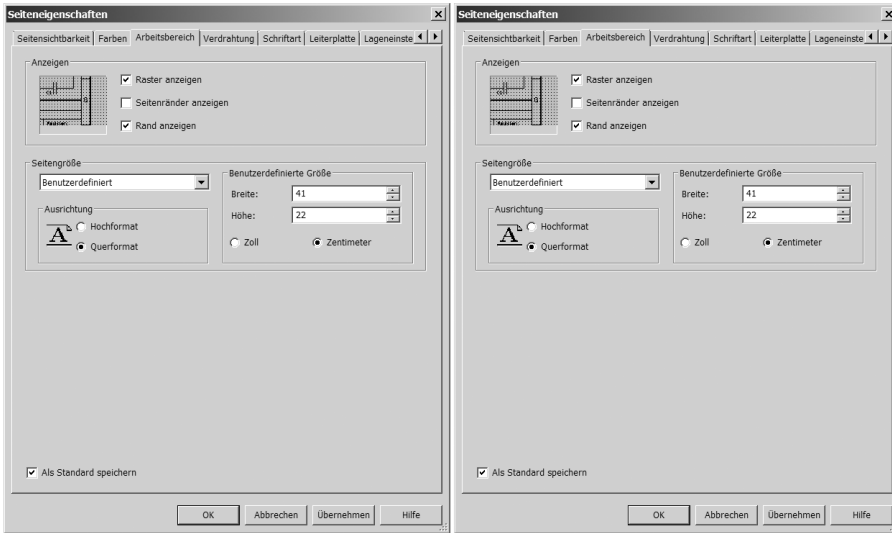 Seiteneigenschaften
Seitensichtbarkeit Farben Arbeitsbereich Verdrahtung Schriftart Leiterplatte Lageneinste
Anzeigen
Raster anzeigen
Seitenränder anzeigen
Rand anzeigen
Seitengröße
Benutzerdefiniert
Ausrichtung
Hochformat
Querformat
Benutzerdefinierte Größe
Breite: 41
Höhe: 22
Zoll Zentimeter
Als Standard speichern
OK Abbrechen Übernehmen Hilfe
Seiteneigenschaften
Seitensichtbarkeit Farben Arbeitsbereich Verdrahtung Schriftart Leiterplatte Lageneinste
Anzeigen
Raster anzeigen
Seitenränder anzeigen
Rand anzeigen
Seitengröße
Benutzerdefiniert
Ausrichtung
Hochformat
Querformat
Benutzerdefinierte Größe
Breite: 41
Höhe: 22
Zoll Zentimeter
Als Standard speichern
OK Abbrechen Übernehmen Hilfe